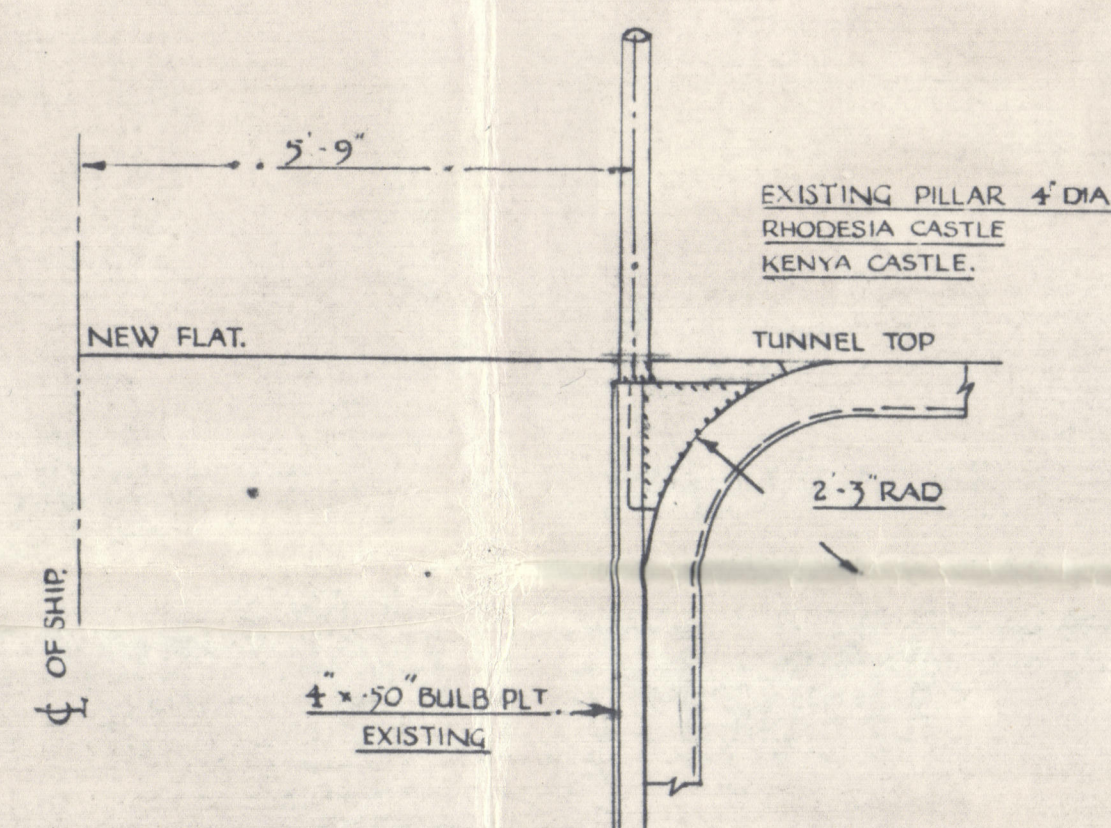 5'-9"
EXISTING PILLAR 4" DIA
RHODESIA CASTLE
KENYA CASTLE.
NEW FLAT.
TUNNEL TOP
2'-3" RAD
℄ OF SHIP.
4" x .50" BULB PLT
EXISTING